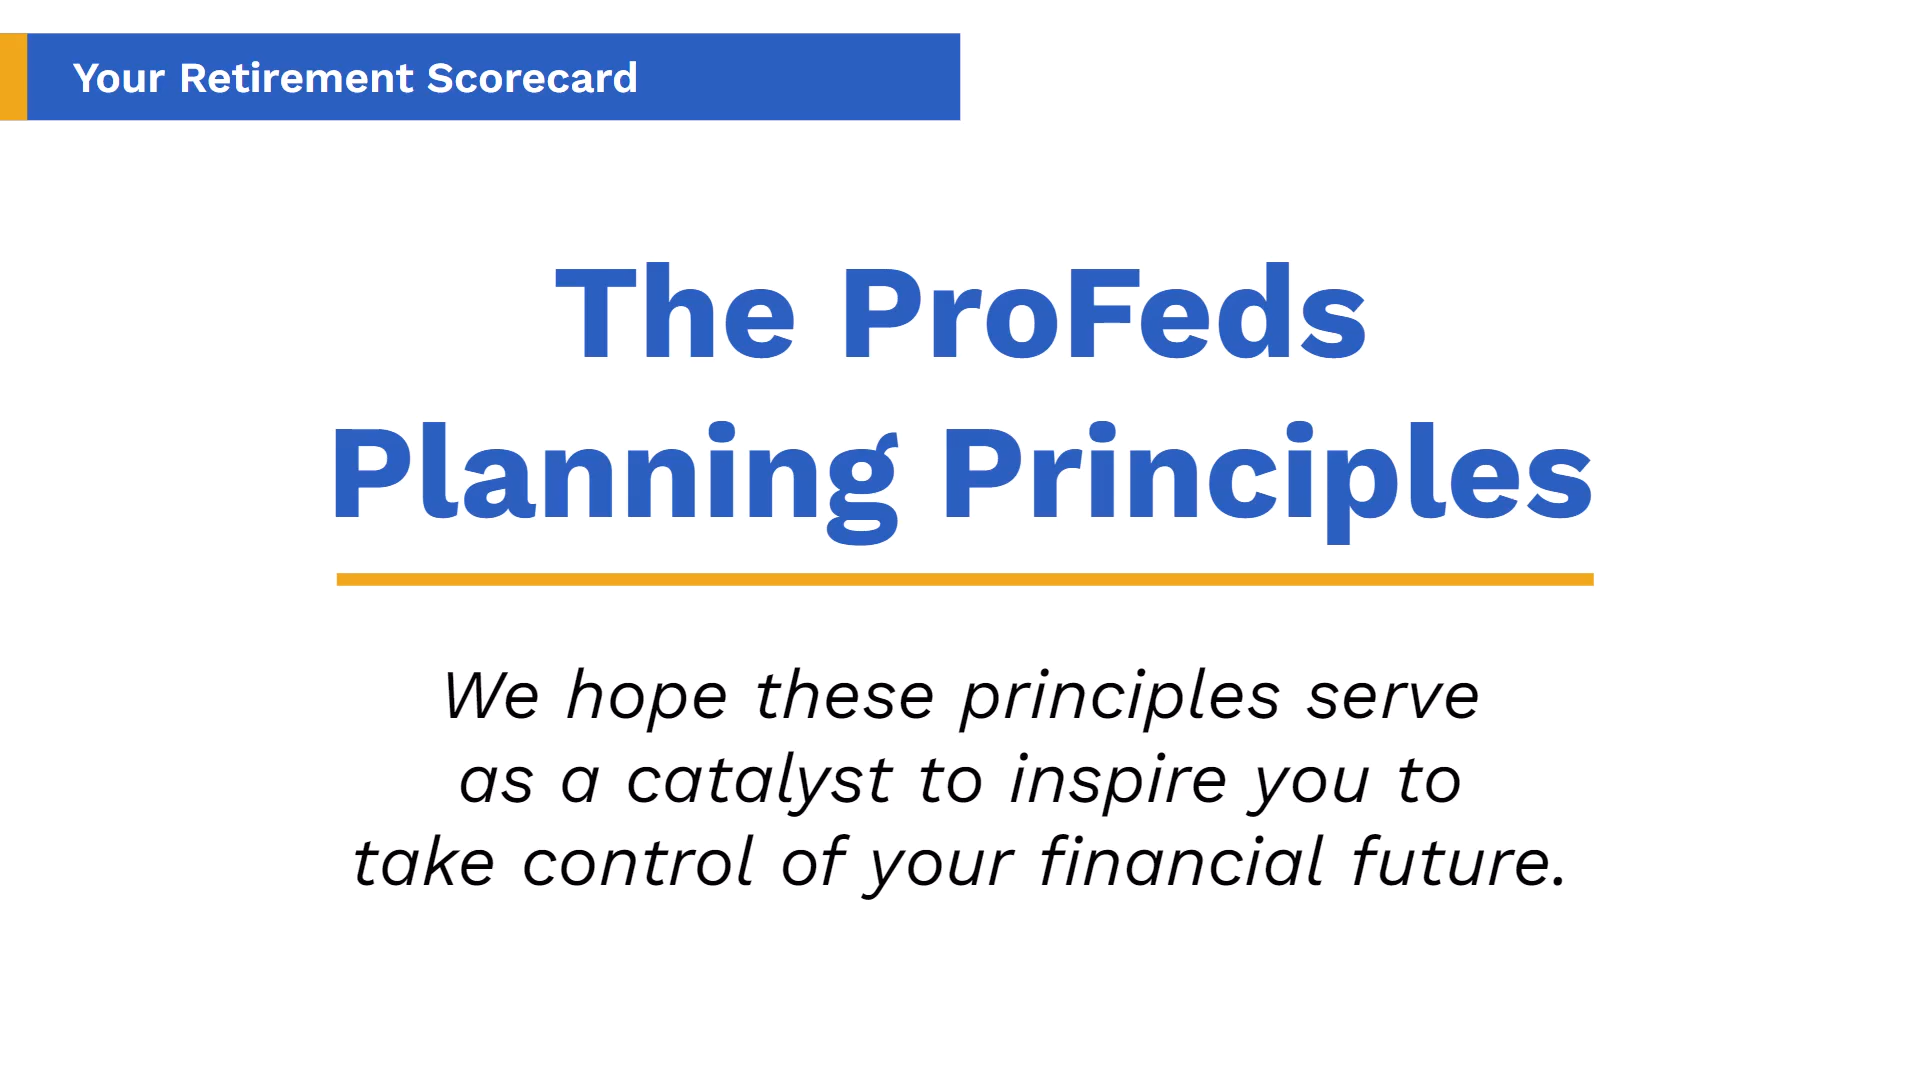 Your Retirement Scorecard
The ProFeds
Planning Principles
We hope these principles serve
as a catalyst to inspire you to
take control of your financial future.